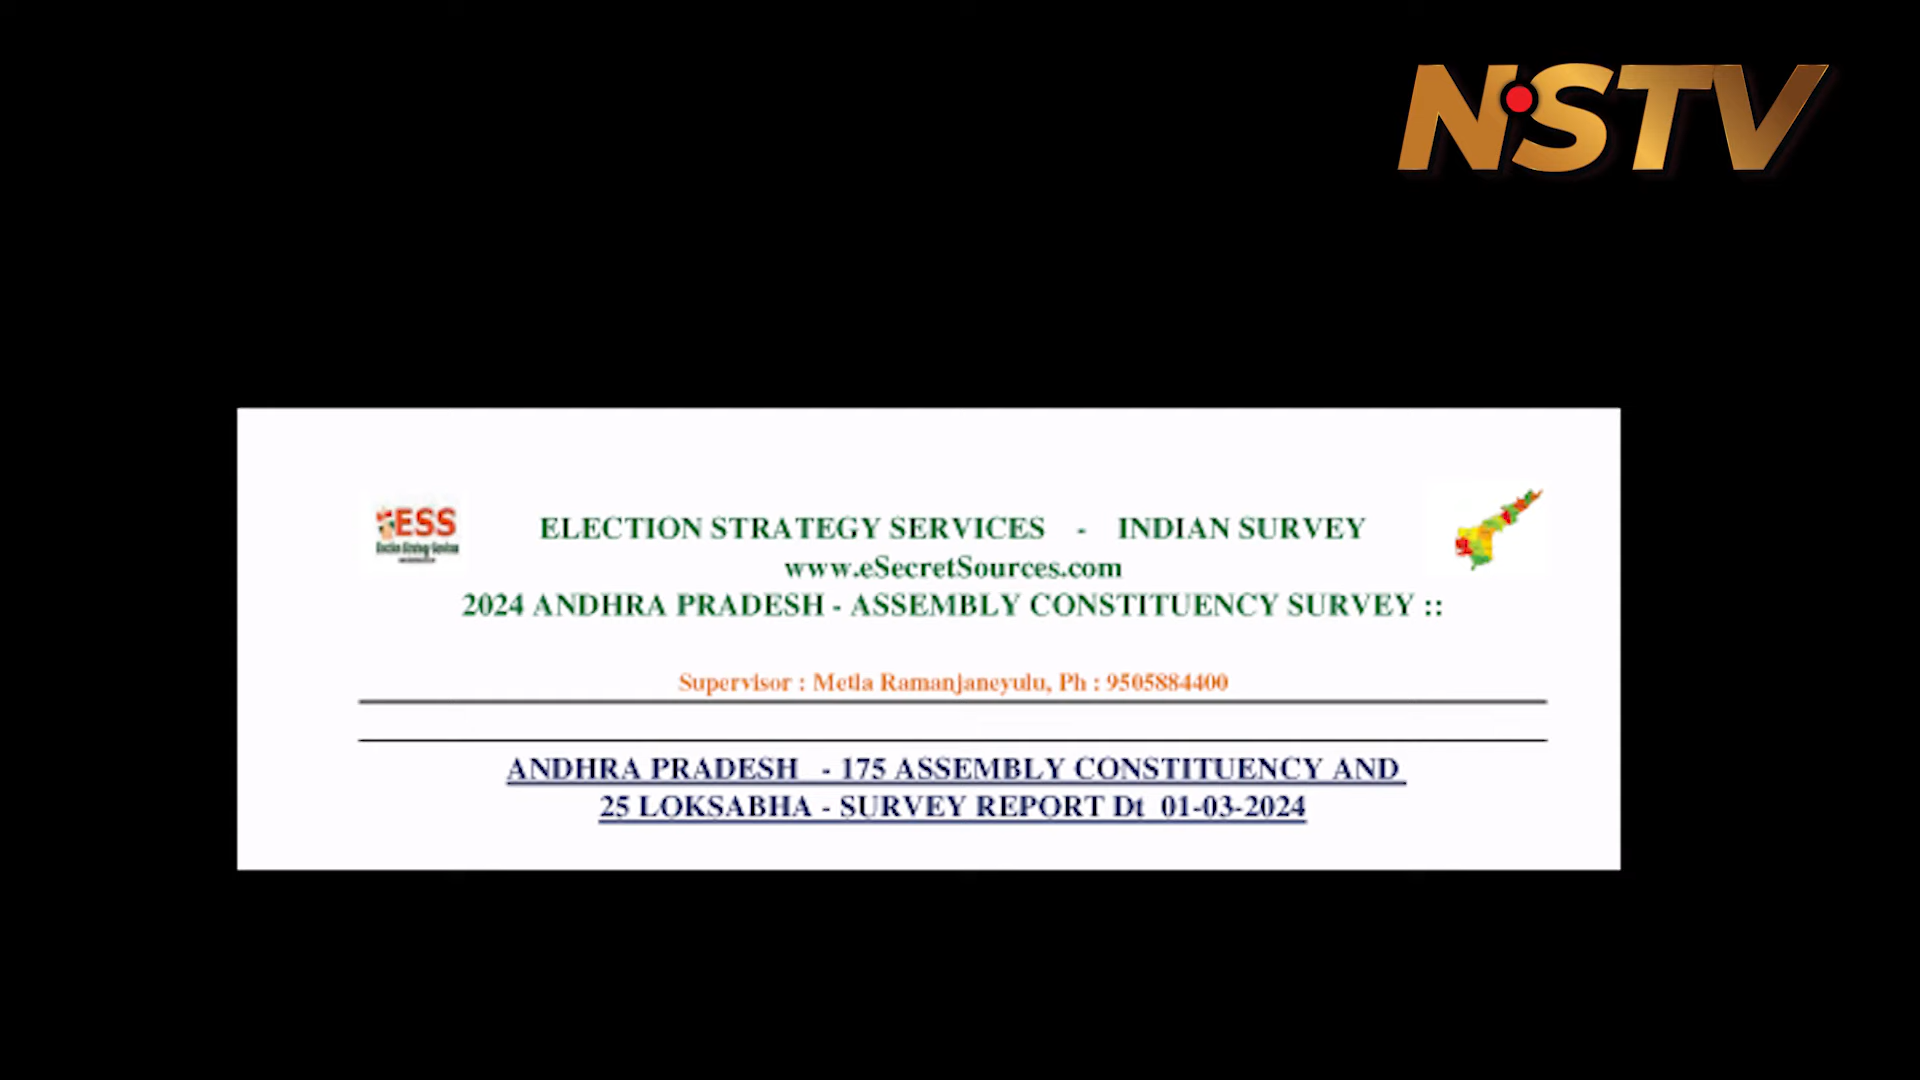 NSTV
ESS
ELECTION STRATEGY SERVICES - INDIAN SURVEY
www.eSecretSources.com
2024 ANDHRA PRADESH - ASSEMBLY CONSTITUENCY SURVEY ::
Supervisor : Metla Ramanjaneyulu, Ph : 9505884400
ANDHRA PRADESH - 175 ASSEMBLY CONSTITUENCY AND
25 LOKSABHA - SURVEY REPORT Dt 01-03-2024